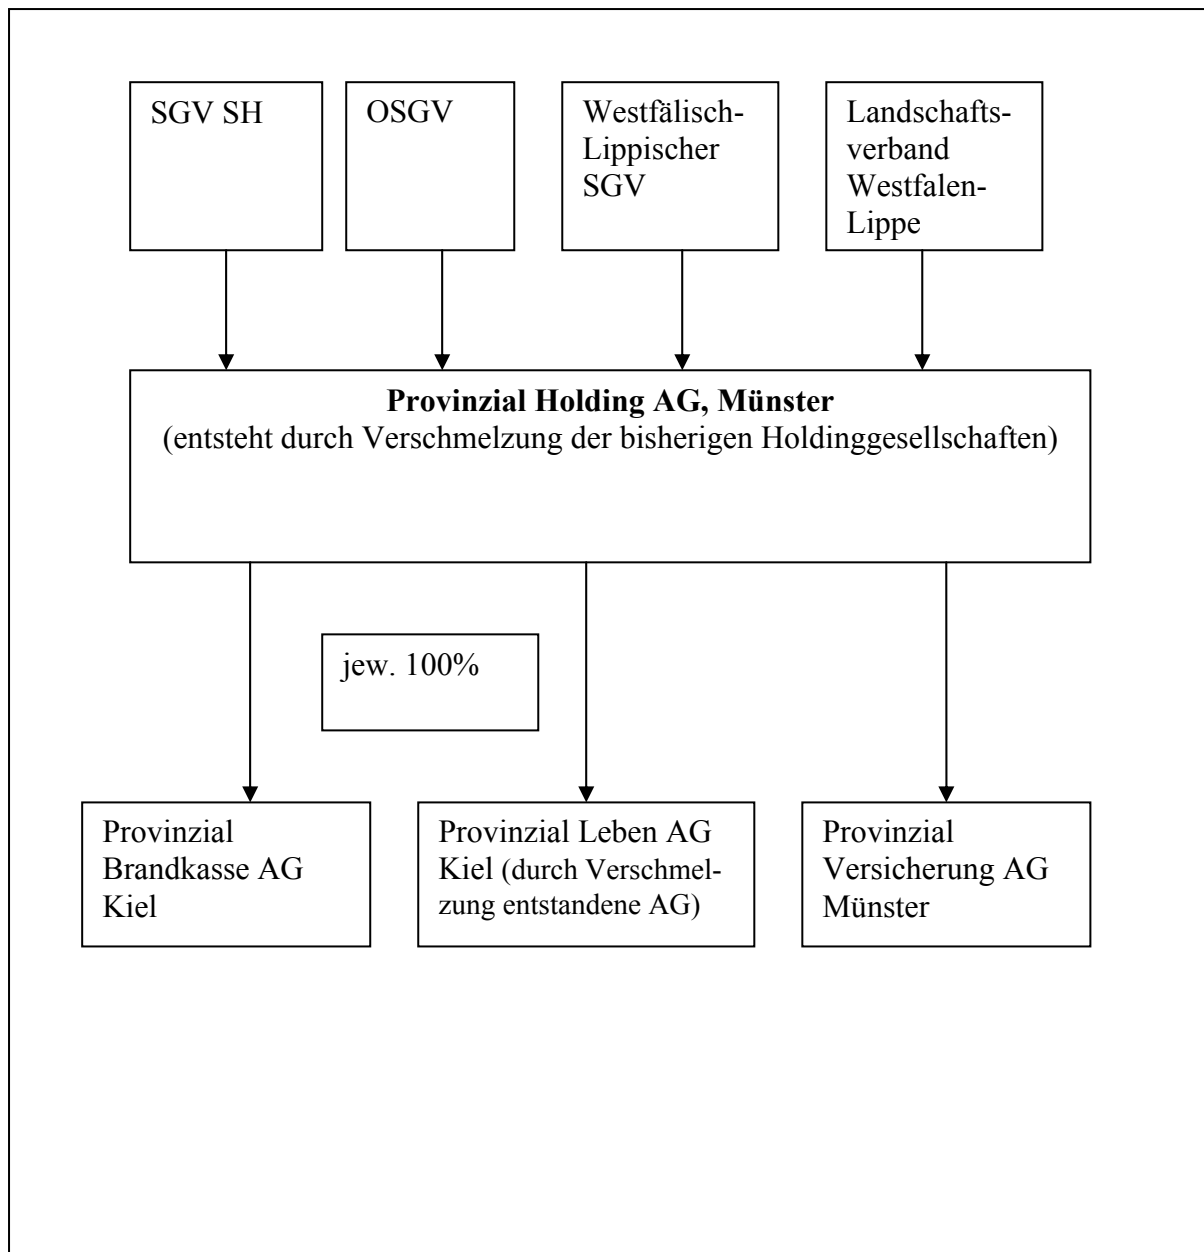 SGV SH
OSGV
Westfälisch-
Lippischer
SGV
Landschafts-
verband
Westfalen-
Lippe
Provinzial Holding AG, Münster
(entsteht durch Verschmelzung der bisherigen Holdinggesellschaften)
jew. 100%
Provinzial
Brandkasse AG
Kiel
Provinzial Leben AG
Kiel (durch Verschmel-
zung entstandene AG)
Provinzial
Versicherung AG
Münster